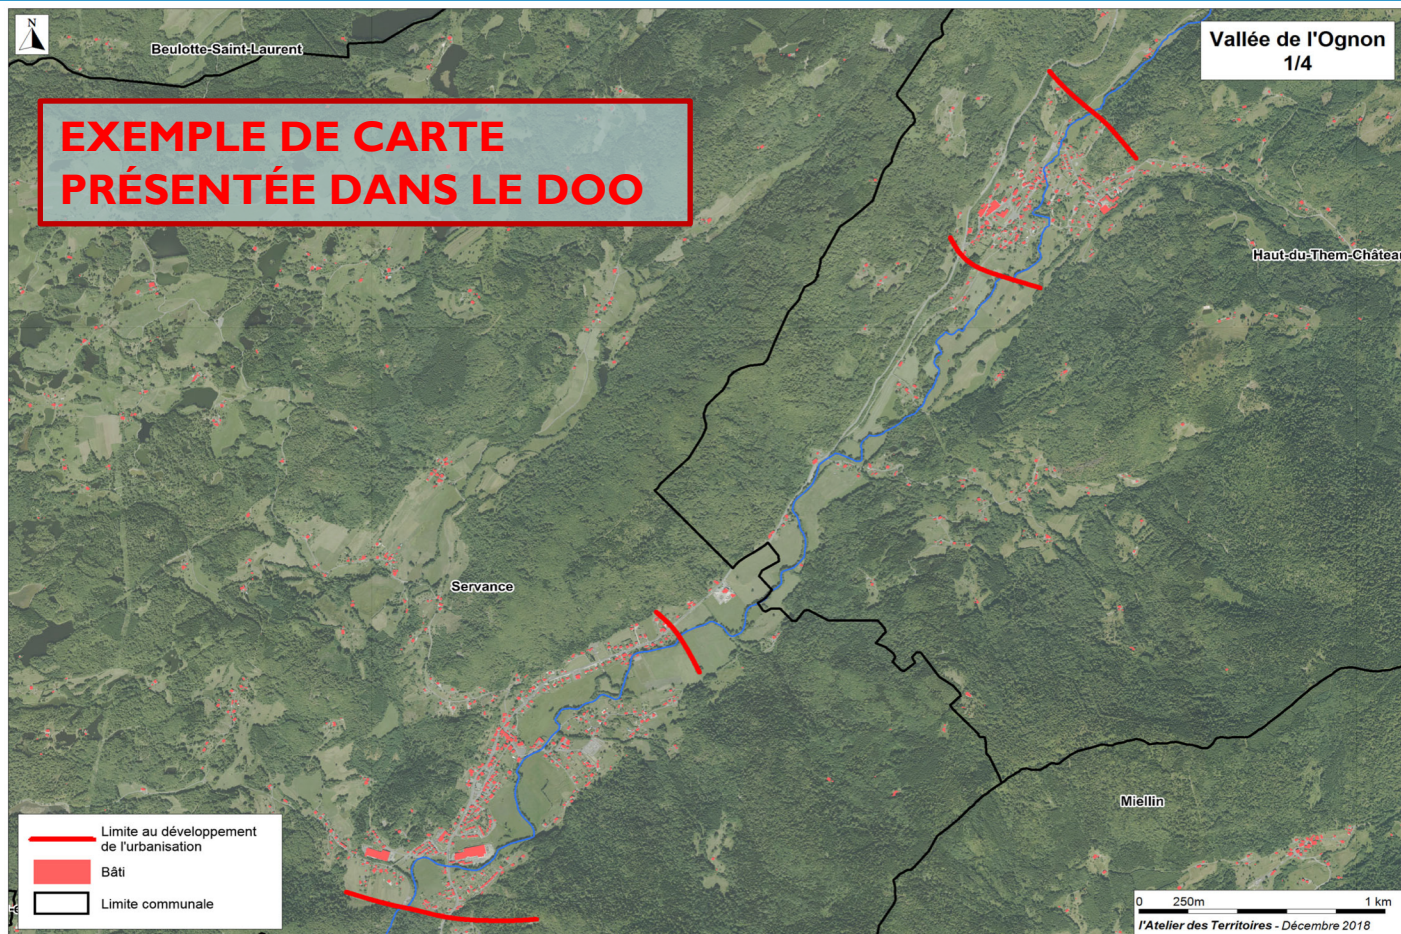 N
Beulotte-Saint-Laurent
Vallée de l'Ognon
1/4
EXEMPLE DE CARTE
PRÉSENTÉE DANS LE DOO
Haut-du-Them-Château
Servance
Miellin
Limite au développement
de l'urbanisation
Bâti
Limite communale
0 250m 1 km
l'Atelier des Territoires - Décembre 2018